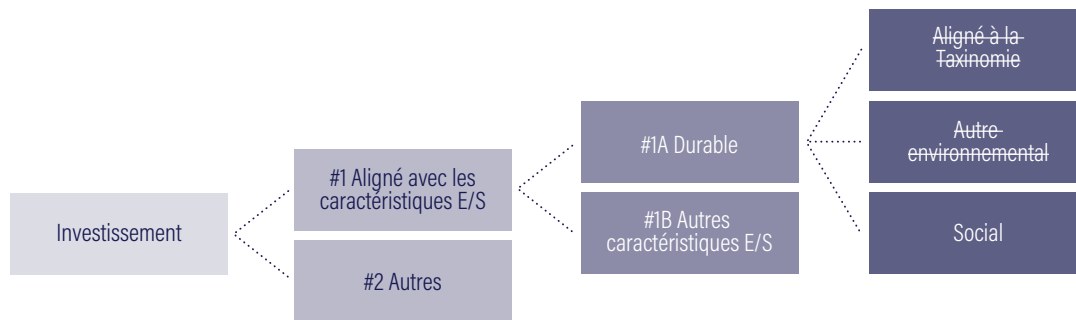 Investissement
#1 Aligné avec les
caractéristiques E/S
#2 Autres
#1A Durable
#1B Autres
caractéristiques E/S
Aligné à la
Taxinomie
Autre
environnemental
Social